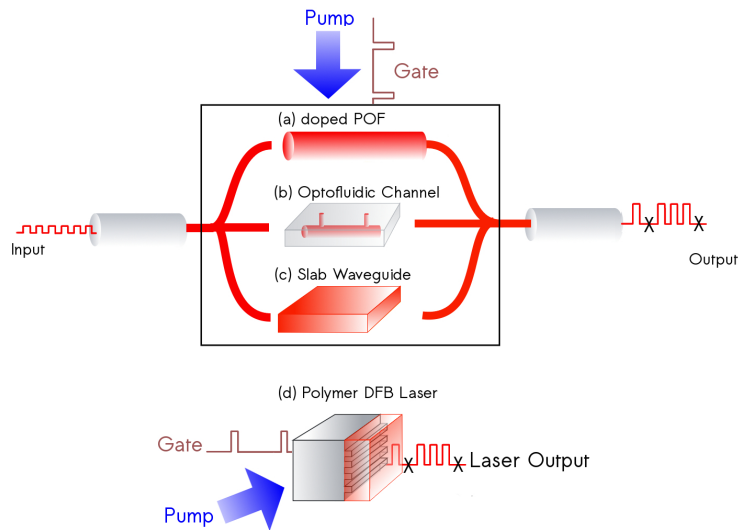 Pump
Gate
(a) doped POF
(b) Optofluidic Channel
Input
Output
(c) Slab Waveguide
(d) Polymer DFB Laser
Gate
Laser Output
Pump